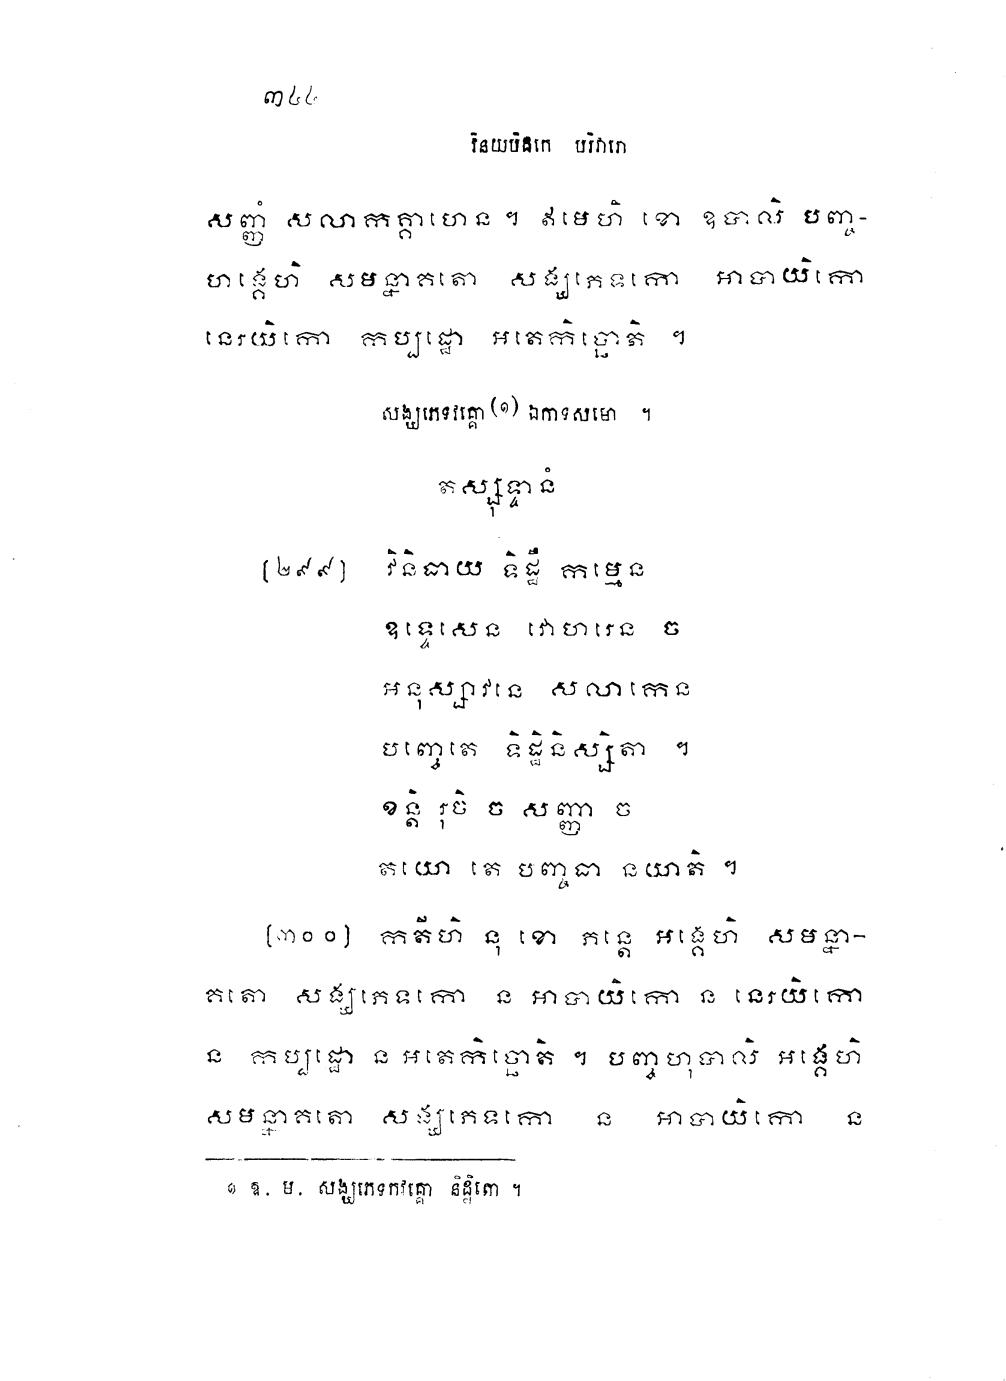 ៣៤៤
វិនយបិដកេ បរិវារោ
សញ្ញំ សលាកត្តាហេន ។ ឥមេហិ ខោ ឧបាលិ បញ្ច-
ហង្គេហិ សមន្នាគតោ សង្ឃភេទកោ អាបាយិកោ
នេរយិកោ កប្បដ្ឋោ អតេកិច្ឆោតិ ។
សង្ឃភេទវគ្គោ (១) ឯកាទសមោ ។
តស្សុទ្ទានំ
(២៩៩) វិនិធាយ ទិដ្ឋឹ កម្មេន
ឧទ្ទេសេន វោហារេន ច
អនុស្សាវនេ សលាកេន
បញ្ចេតេ ទិដ្ឋិនិស្សិតា ។
ខន្តិ រុចិ ច សញ្ញា ច
តយោ តេ បញ្ចធា នយាតិ ។
(៣០០) កតីហិ នុ ខោ ភន្តេ អង្គេហិ សមន្នា-
គតោ សង្ឃភេទកោ ន អាបាយិកោ ន នេរយិកោ
ន កប្បដ្ឋោ ន អតេកិច្ឆោតិ ។ បញ្ចហុបាលិ អង្គេហិ
សមន្នាគតោ សង្ឃភេទកោ ន អាបាយិកោ ន
១ ឧ. ម. សង្ឃភេទកវគ្គោ និដ្ឋិតោ ។